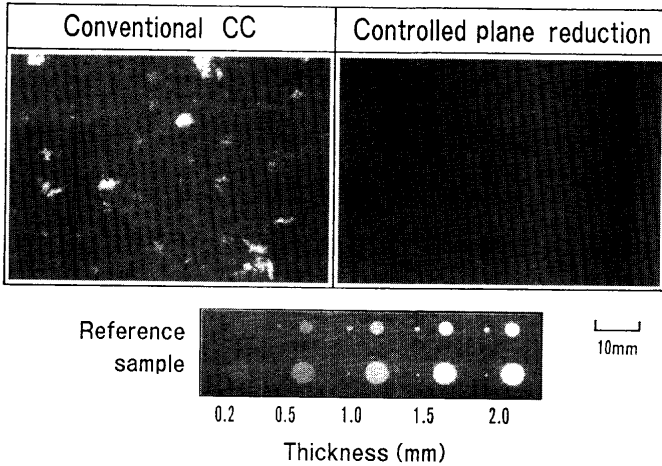 Conventional CC
Controlled plane reduction
Reference
sample
10mm
0.2 0.5 1.0 1.5 2.0
Thickness (mm)